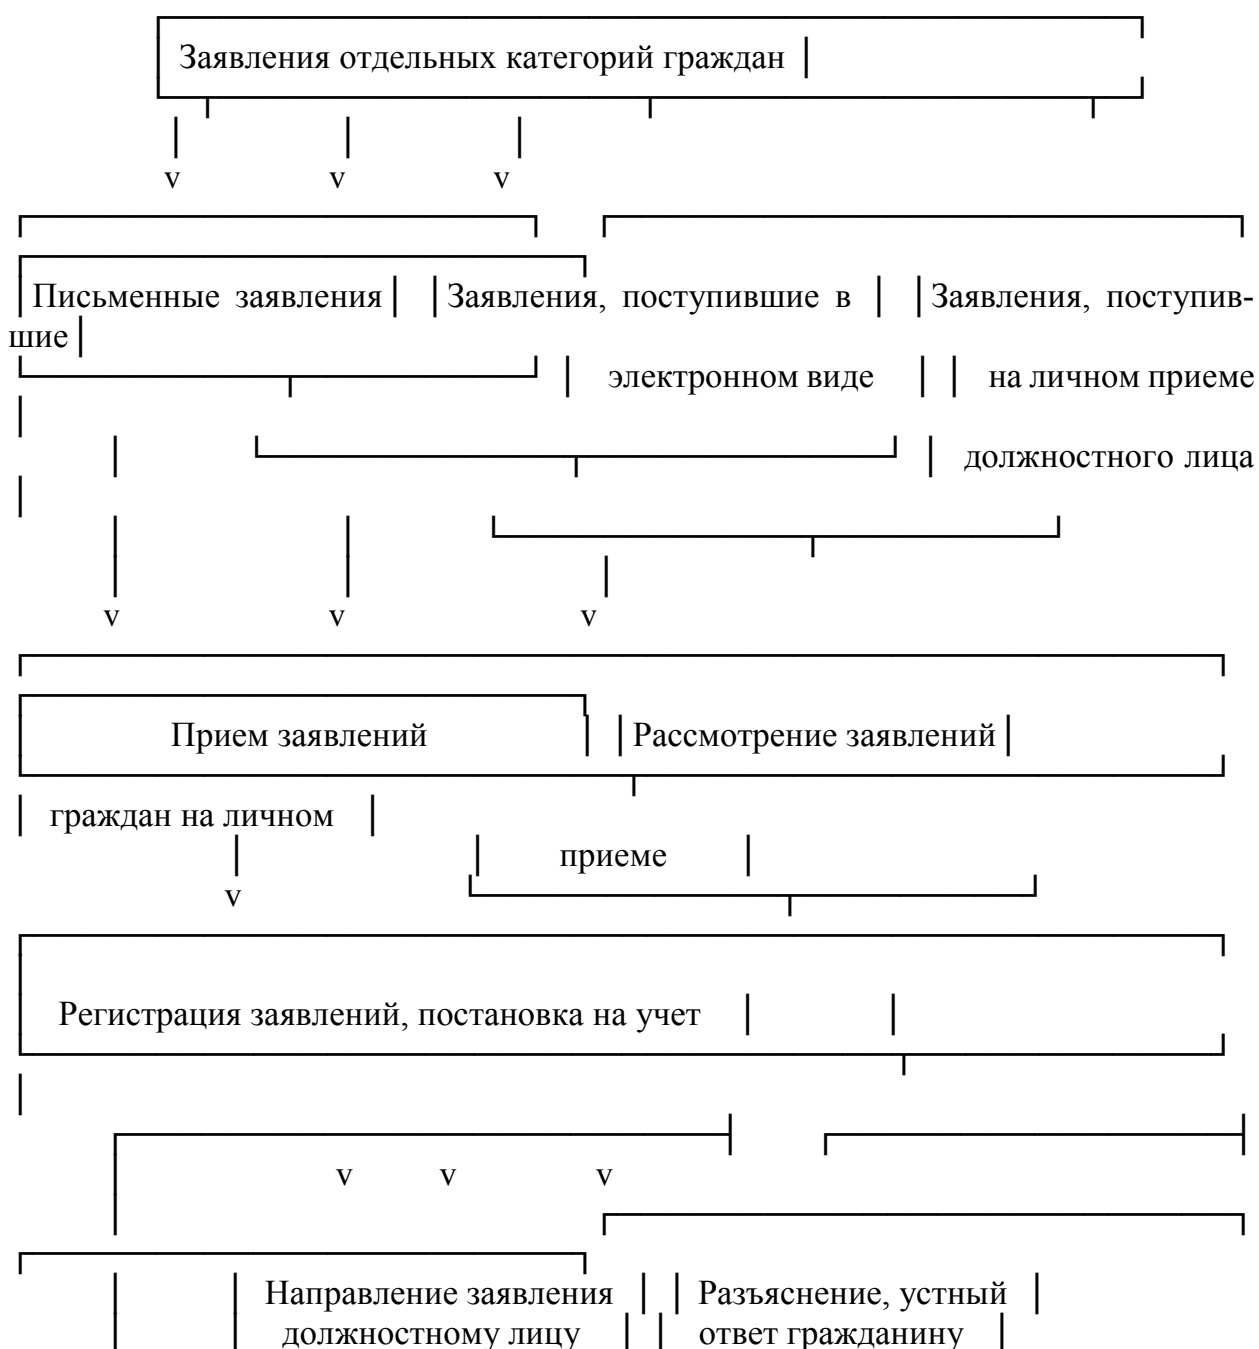 Заявления отдельных категорий граждан
v v v
Письменные заявления Заявления, поступившие в Заявления, поступив-
шие
электронном виде на личном приеме
должностного лица
v v v
Прием заявлений Рассмотрение заявлений
граждан на личном
приеме
v
Регистрация заявлений, постановка на учет
v v v
Направление заявления Разъяснение, устный
должностному лицу ответ гражданину